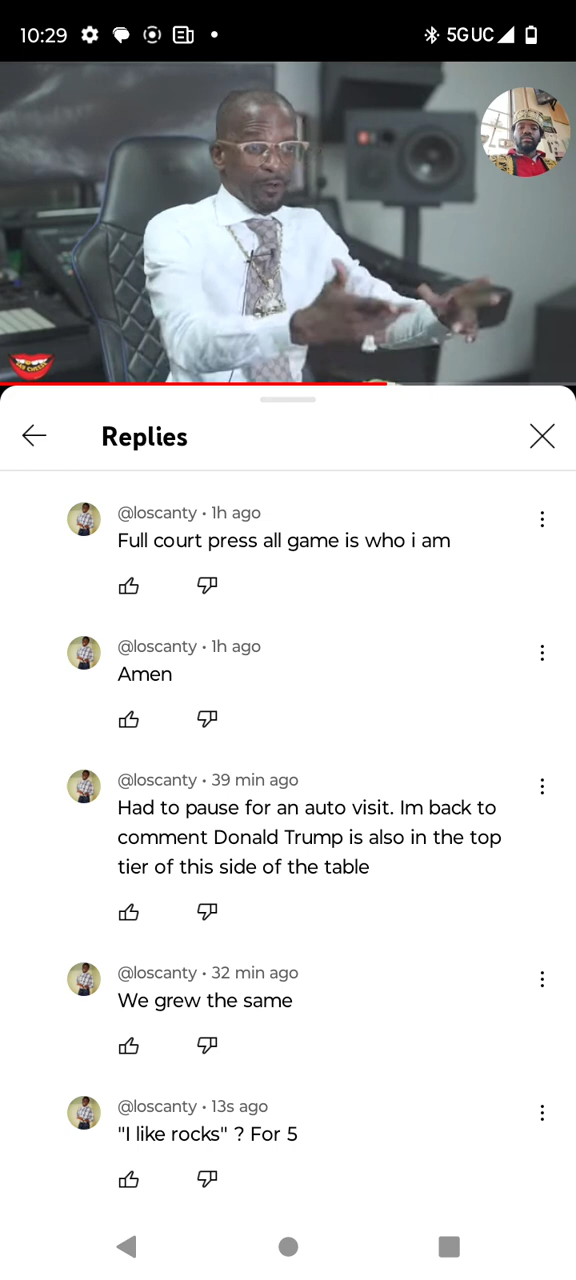 10:29
5G UC
SAY CHEESE
Replies
@loscanty • 1h ago
Full court press all game is who i am
@loscanty • 1h ago
Amen
@loscanty • 39 min ago
Had to pause for an auto visit. Im back to
comment Donald Trump is also in the top
tier of this side of the table
@loscanty • 32 min ago
We grew the same
@loscanty • 13s ago
"I like rocks" ? For 5